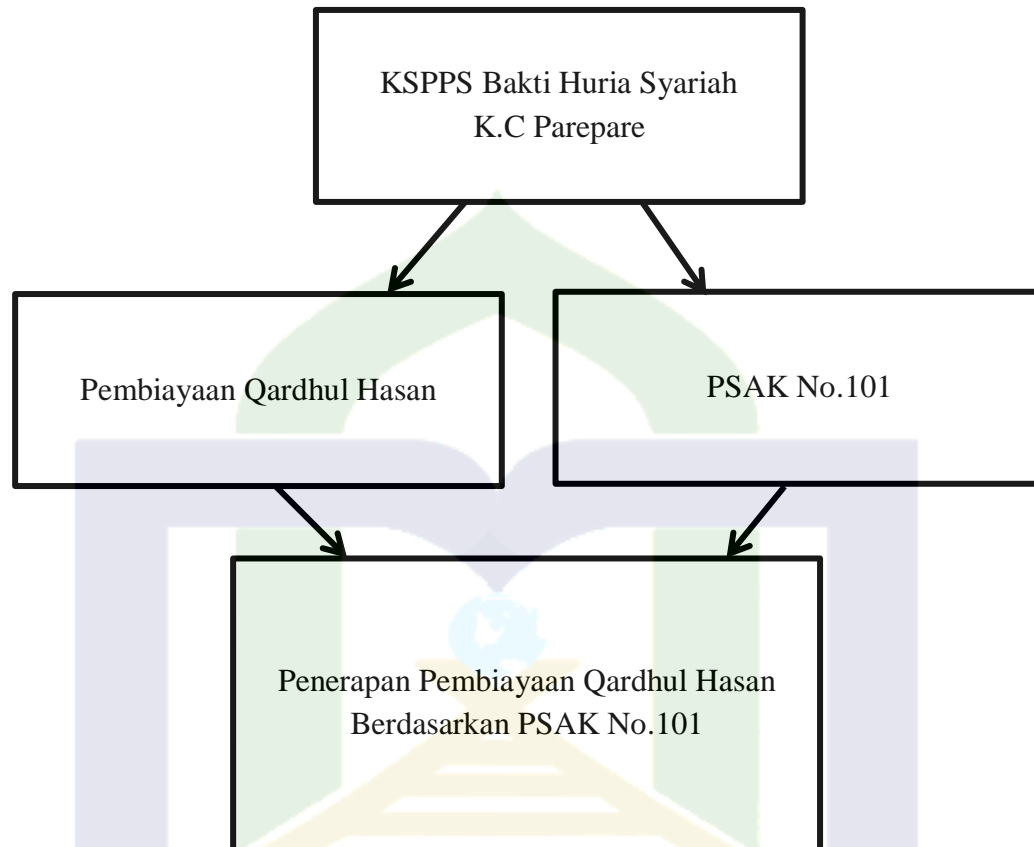 KSPPS Bakti Huria Syariah
K.C Parepare
Pembiayaan Qardhul Hasan
PSAK No.101
Penerapan Pembiayaan Qardhul Hasan
Berdasarkan PSAK No.101